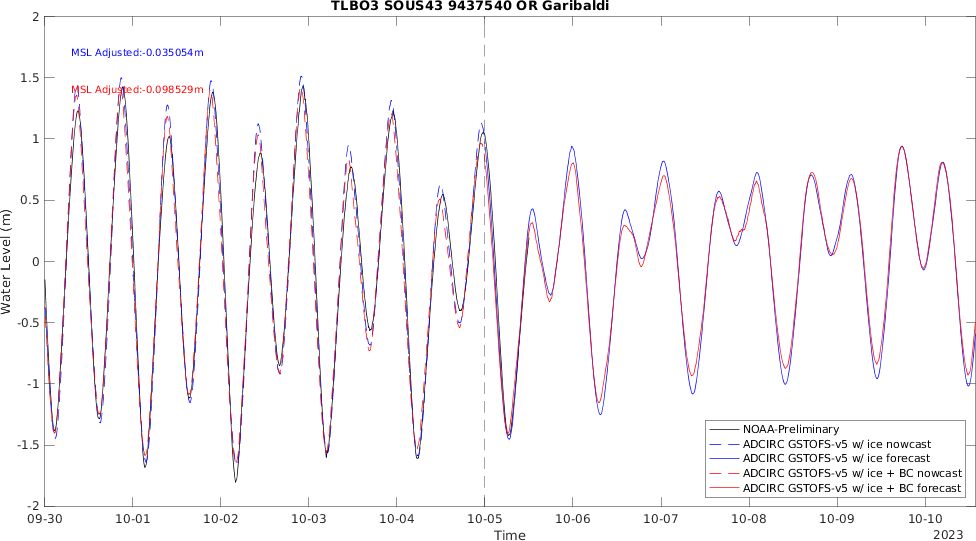 TLBO3 SOUS43 9437540 OR Garibaldi
2
MSL Adjusted:-0.035054m
1.5
MSL Adjusted:-0.098529m
1
0.5
0
-0.5
-1
-1.5
-2
Water Level (m)
NOAA-Preliminary
ADCIRC GSTOFS-v5 w/ ice nowcast
ADCIRC GSTOFS-v5 w/ ice forecast
ADCIRC GSTOFS-v5 w/ ice + BC nowcast
ADCIRC GSTOFS-v5 w/ ice + BC forecast
09-30 10-01 10-02 10-03 10-04 10-05 10-06 10-07 10-08 10-09 10-10
Time
2023